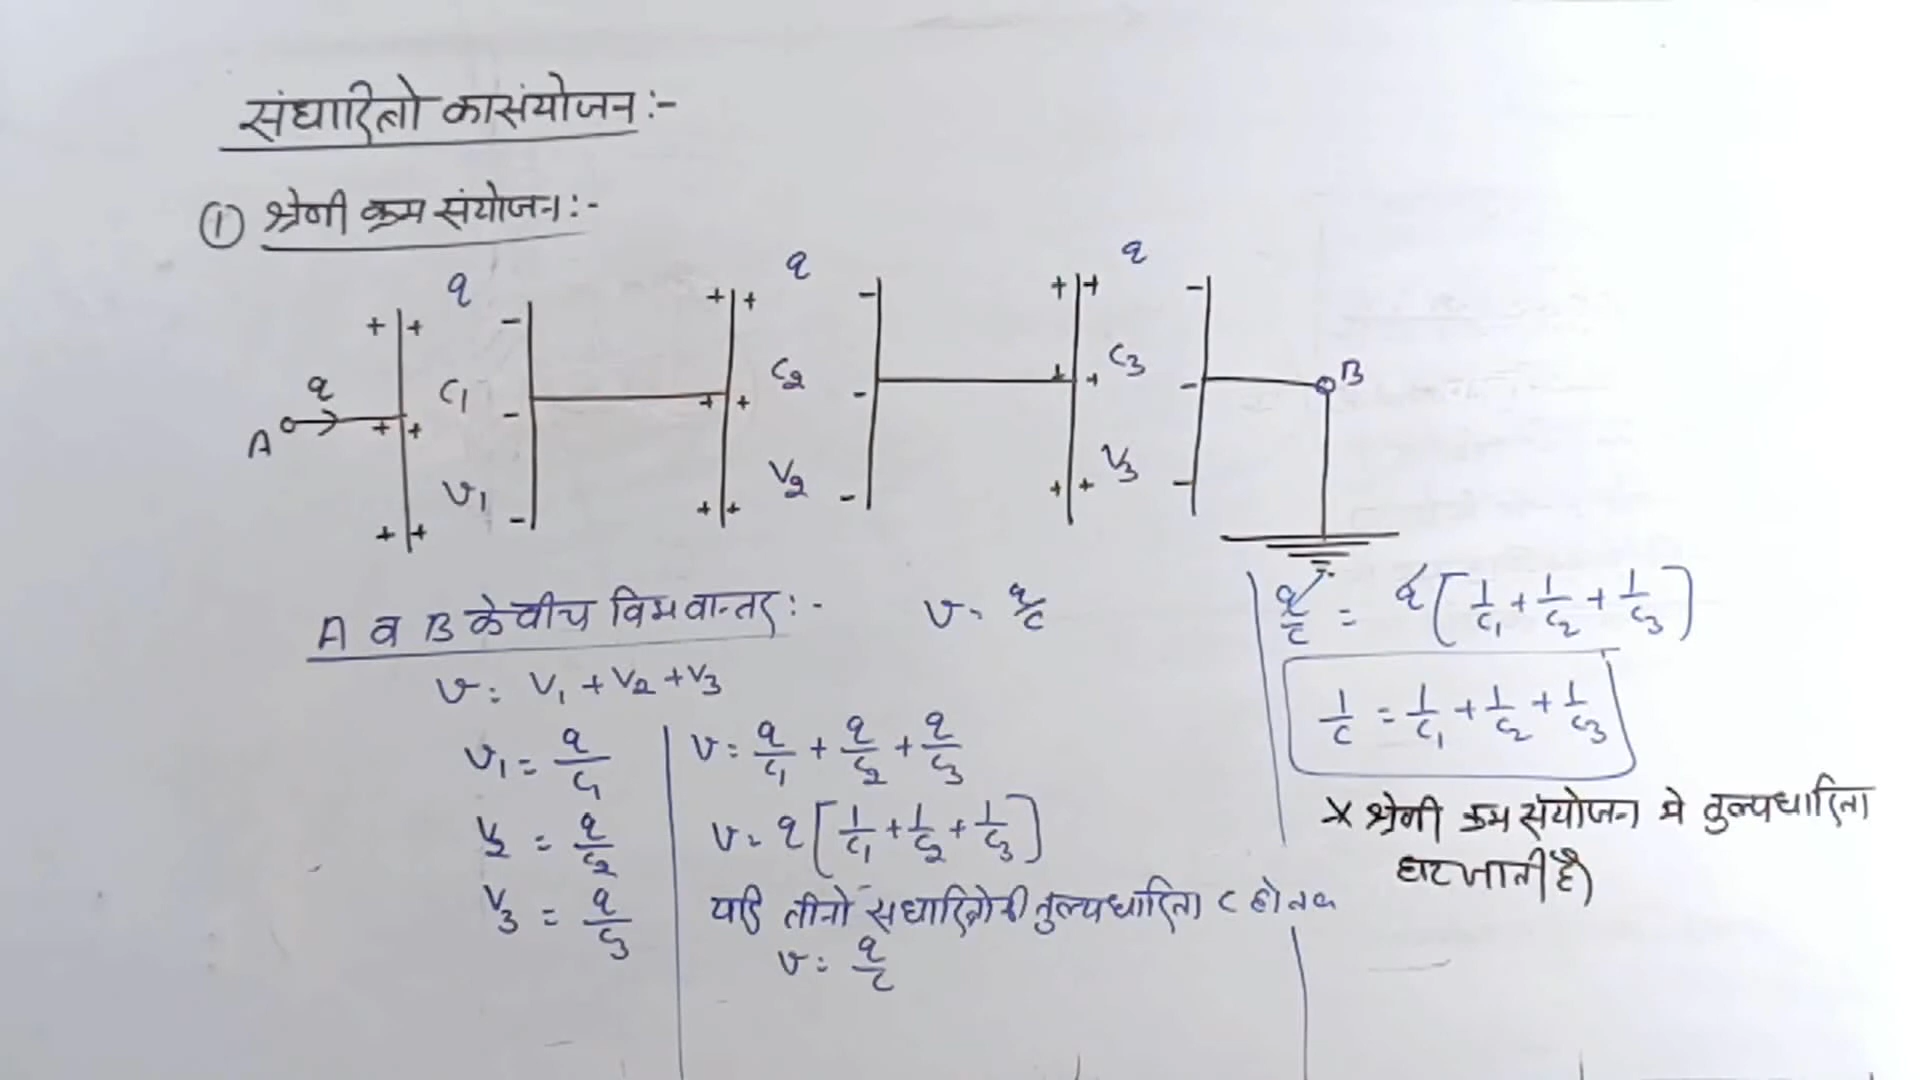 संधारित्रो का संयोजन :-
① श्रेणी क्रम संयोजन :-
q q q
+ + - + + - + + -
q C1 C2 C3 B
A + + - + + - + + -
V1 V2 V3
+ + - + + - + + -
A व B के बीच विभवान्तर :- v = q/c
v = V1 + V2 + V3
v1 = q/C1
V2 = q/C2
V3 = q/C3
v = q/C1 + q/C2 + q/C3
v = q [1/C1 + 1/C2 + 1/C3]
यदि तीनो संधारित्रो की तुल्यधारिता C हो तब
v = q/C
q/C = q [1/C1 + 1/C2 + 1/C3]
1/C = 1/C1 + 1/C2 + 1/C3
* श्रेणी क्रम संयोजन मे तुल्यधारिता
घट जाती है)